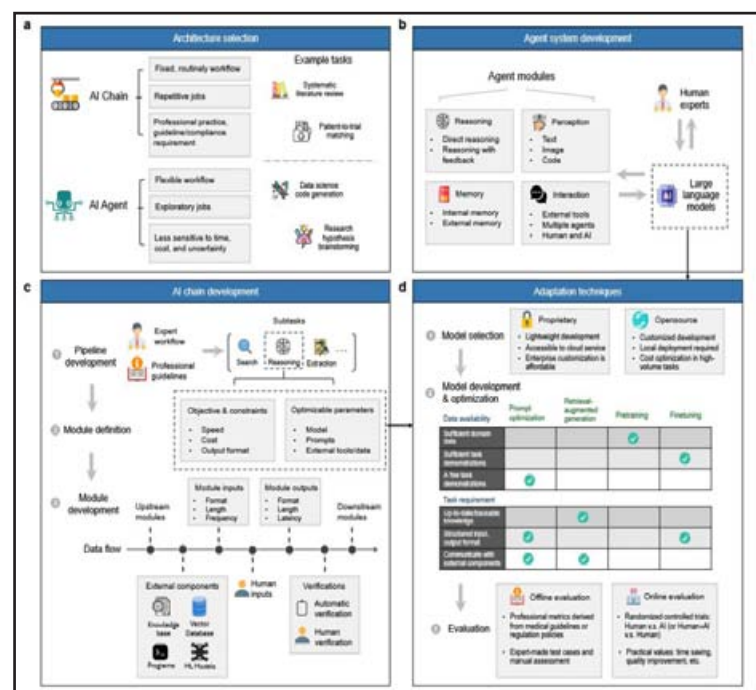 a
Architecture selection
AI Chain
Fixed, routinely workflow
Repetitive jobs
Professional practice,
guideline/compliance
requirement
Example tasks
Systematic
literature review
Patient-to-trial
matching
AI Agent
Flexible workflow
Exploratory jobs
Less sensitive to time,
cost, and uncertainty
Data science
code generation
Research
hypothesis
brainstorming
b
Agent system development
Agent modules
Reasoning
• Direct reasoning
• Reasoning with
feedback
Perception
• Text
• Image
• Code
Memory
• Internal memory
• External memory
Interaction
• External tools
• Multiple agents
• Human and AI
Human
experts
AI
Large
language
models
c
AI chain development
Pipeline
development
Expert
workflow
Professional
guidelines
Subtasks
Search
Reasoning
Extraction
...
Module definition
Objective & constraints
• Speed
• Cost
• Output format
Optimizable parameters
• Model
• Prompts
• External tools/data
Module
development
Upstream
modules
Module inputs
• Format
• Length
• Frequency
Module outputs
• Format
• Length
• Latency
Downstream
modules
Data flow
External components
Knowledge
base
Vector
Database
Programs
ML Models
Human
inputs
Verifications
Automatic
verification
Human
verification
d
Adaptation techniques
Model selection
Proprietary
• Lightweight development
• Accessible to cloud service
• Enterprise customization is
affordable
Opensource
• Customized development
• Local deployment required
• Cost optimization in high-
volume tasks
Model development
& optimization
Data availability
Prompt
optimization
Retrieval-
augmented
generation
Pretraining
Finetuning
Sufficient domain
Sufficient task
demonstrations
A few task
demonstrations
Task requirement
Up-to-date/traceable
knowledge
Structured input,
output format
Communicate with
external components
Evaluation
Offline evaluation
• Professional metrics derived
from medical guidelines or
regulation policies
• Expert-made test cases and
manual assessment
Online evaluation
• Randomized controlled trials:
Human v.s. AI (or Human+AI
v.s. Human)
• Practical values: time saving,
quality improvement, etc.